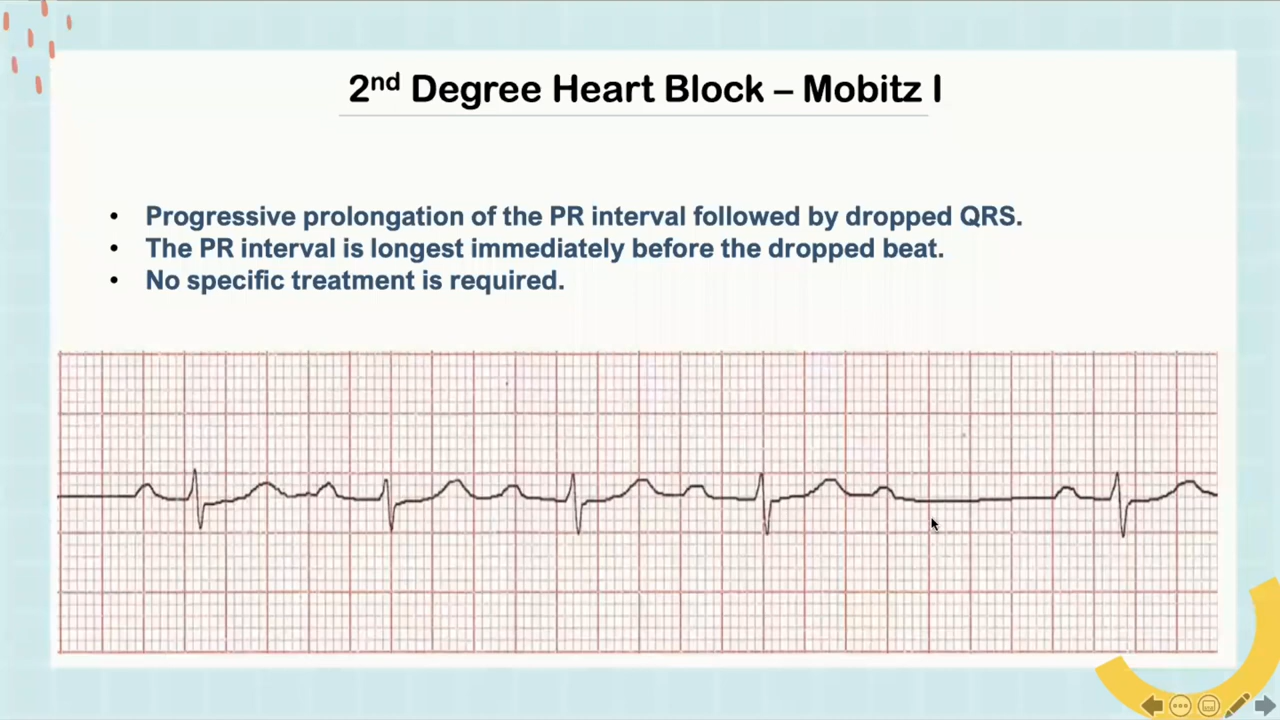 2nd Degree Heart Block – Mobitz I
• Progressive prolongation of the PR interval followed by dropped QRS.
• The PR interval is longest immediately before the dropped beat.
• No specific treatment is required.